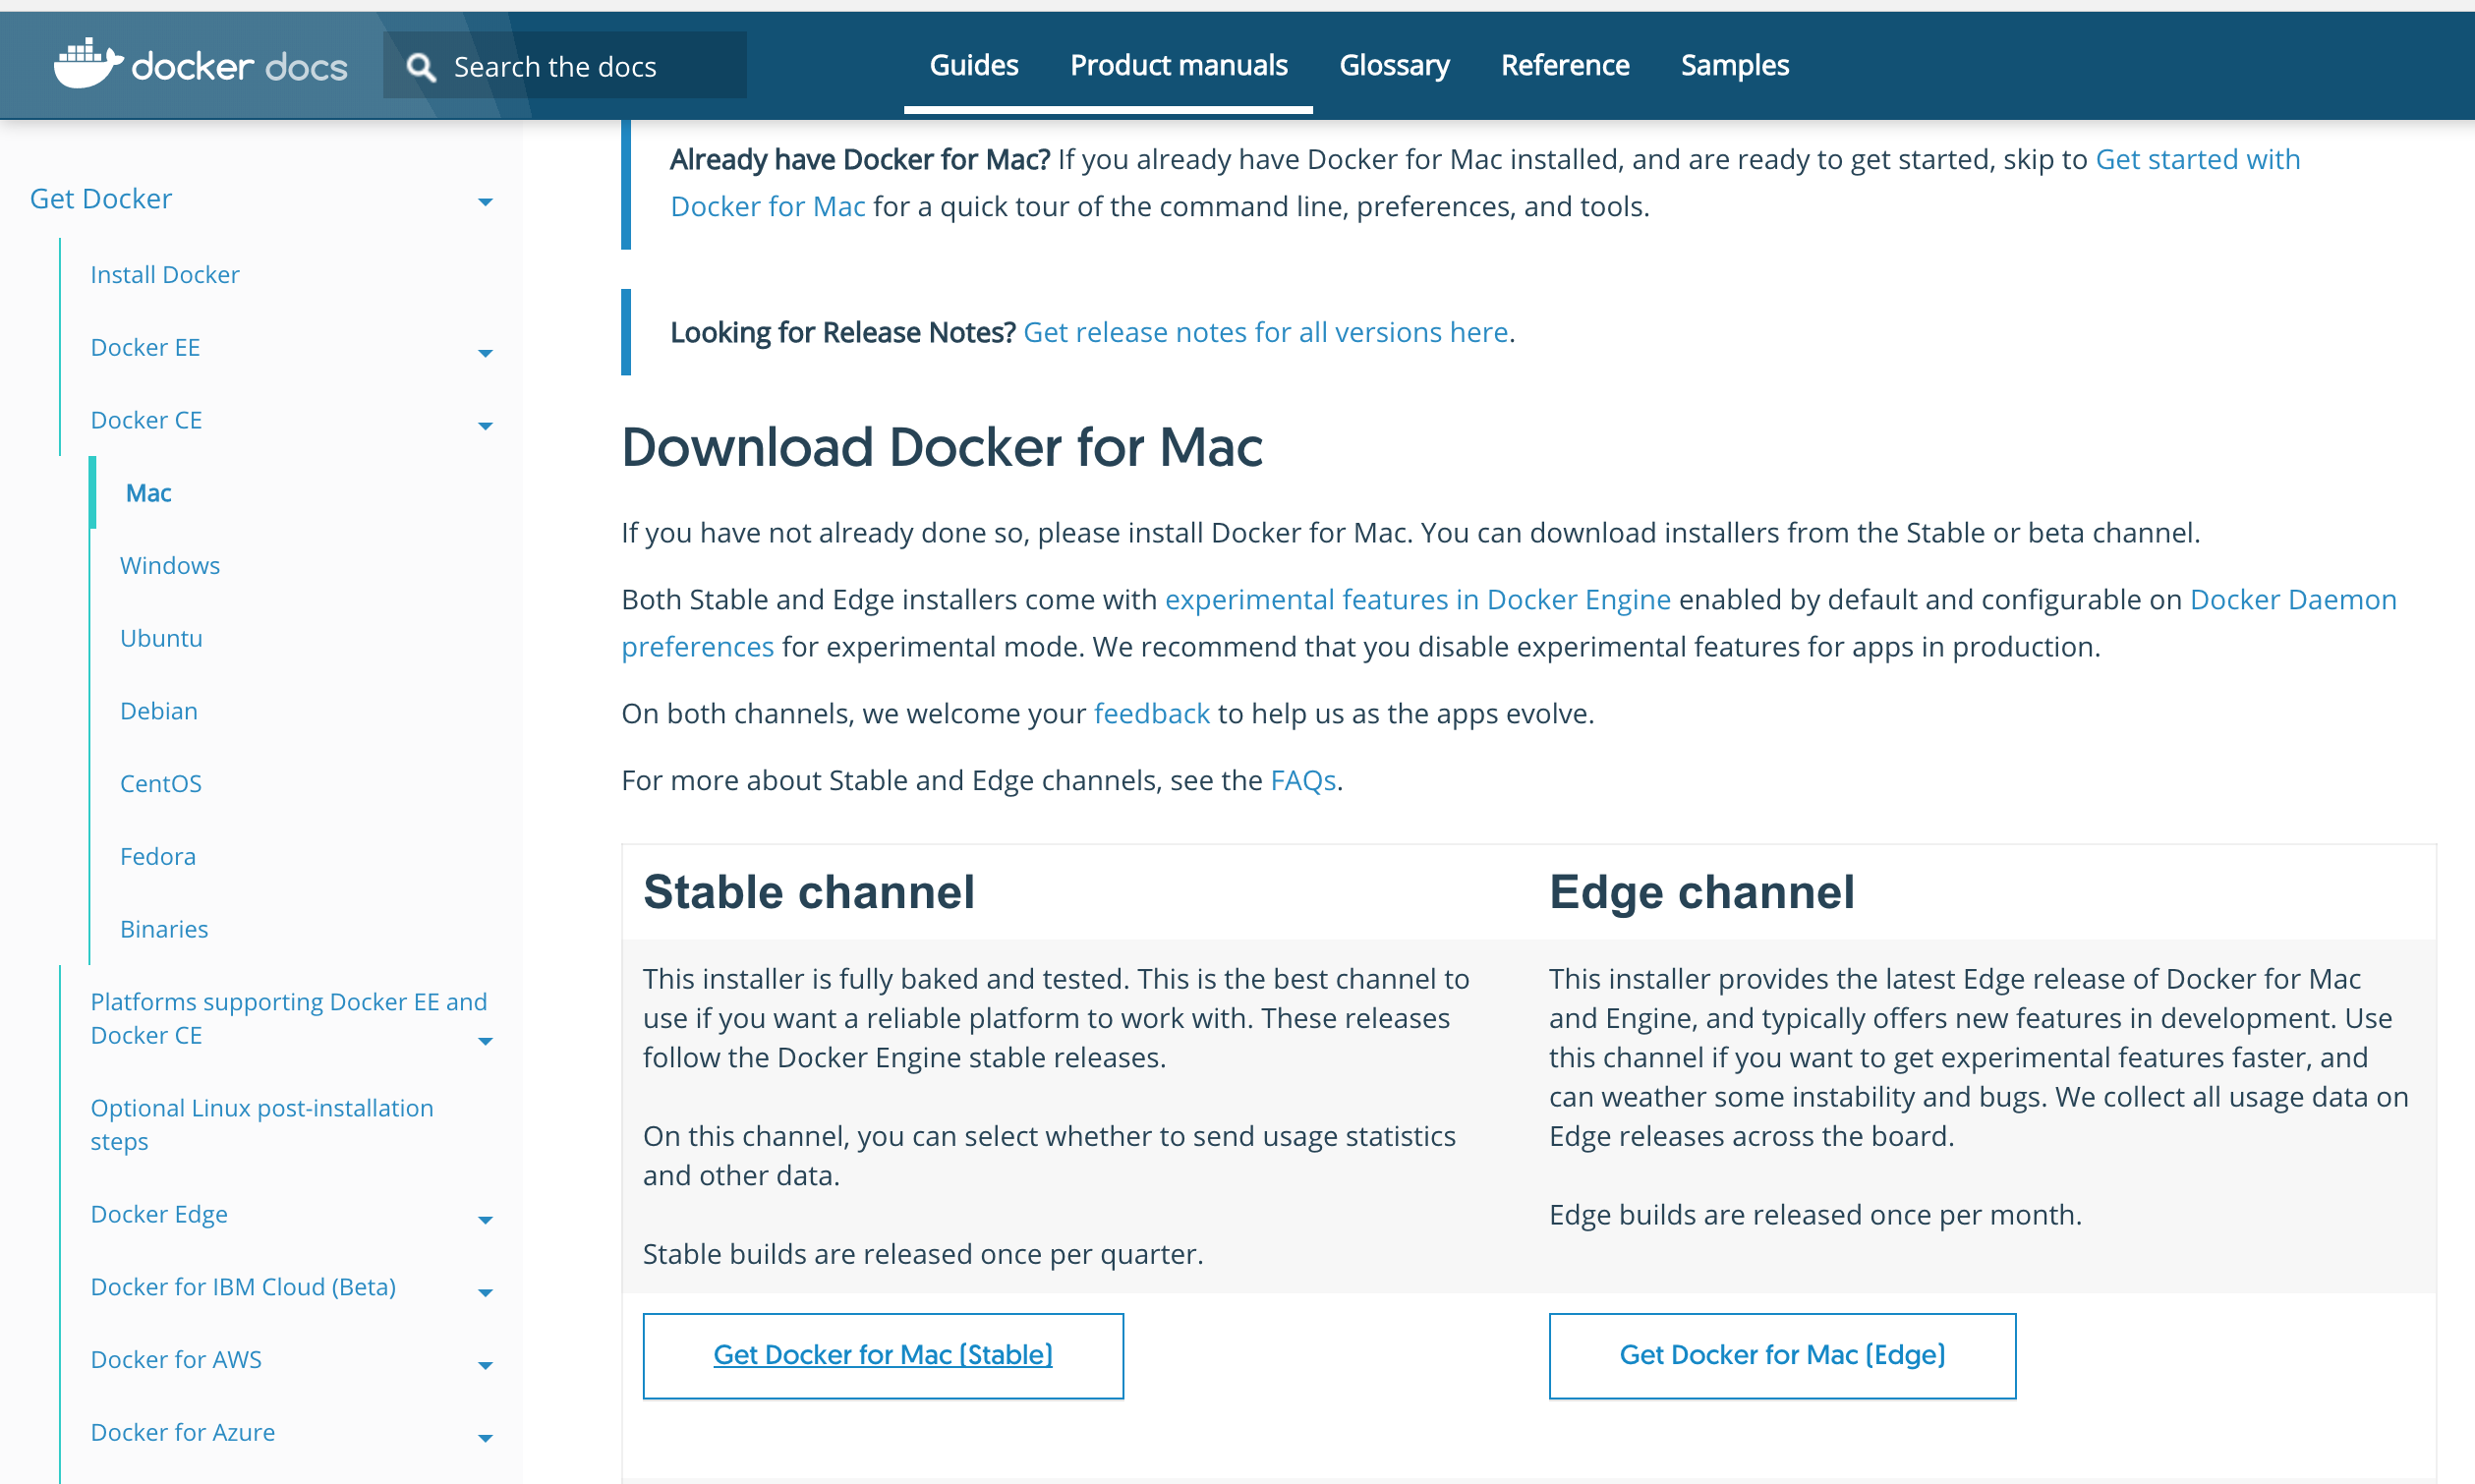 docker docs
Search the docs
Guides
Product manuals
Glossary
Reference
Samples
Get Docker
Install Docker
Docker EE
Docker CE
Mac
Windows
Ubuntu
Debian
CentOS
Fedora
Binaries
Platforms supporting Docker EE and
Docker CE
Optional Linux post-installation
steps
Docker Edge
Docker for IBM Cloud (Beta)
Docker for AWS
Docker for Azure
Already have Docker for Mac? If you already have Docker for Mac installed, and are ready to get started, skip to Get started with
Docker for Mac for a quick tour of the command line, preferences, and tools.
Looking for Release Notes? Get release notes for all versions here.
Download Docker for Mac
If you have not already done so, please install Docker for Mac. You can download installers from the Stable or beta channel.
Both Stable and Edge installers come with experimental features in Docker Engine enabled by default and configurable on Docker Daemon
preferences for experimental mode. We recommend that you disable experimental features for apps in production.
On both channels, we welcome your feedback to help us as the apps evolve.
For more about Stable and Edge channels, see the FAQs.
Stable channel
This installer is fully baked and tested. This is the best channel to
use if you want a reliable platform to work with. These releases
follow the Docker Engine stable releases.
On this channel, you can select whether to send usage statistics
and other data.
Stable builds are released once per quarter.
Get Docker for Mac (Stable)
Edge channel
This installer provides the latest Edge release of Docker for Mac
and Engine, and typically offers new features in development. Use
this channel if you want to get experimental features faster, and
can weather some instability and bugs. We collect all usage data on
Edge releases across the board.
Edge builds are released once per month.
Get Docker for Mac (Edge)